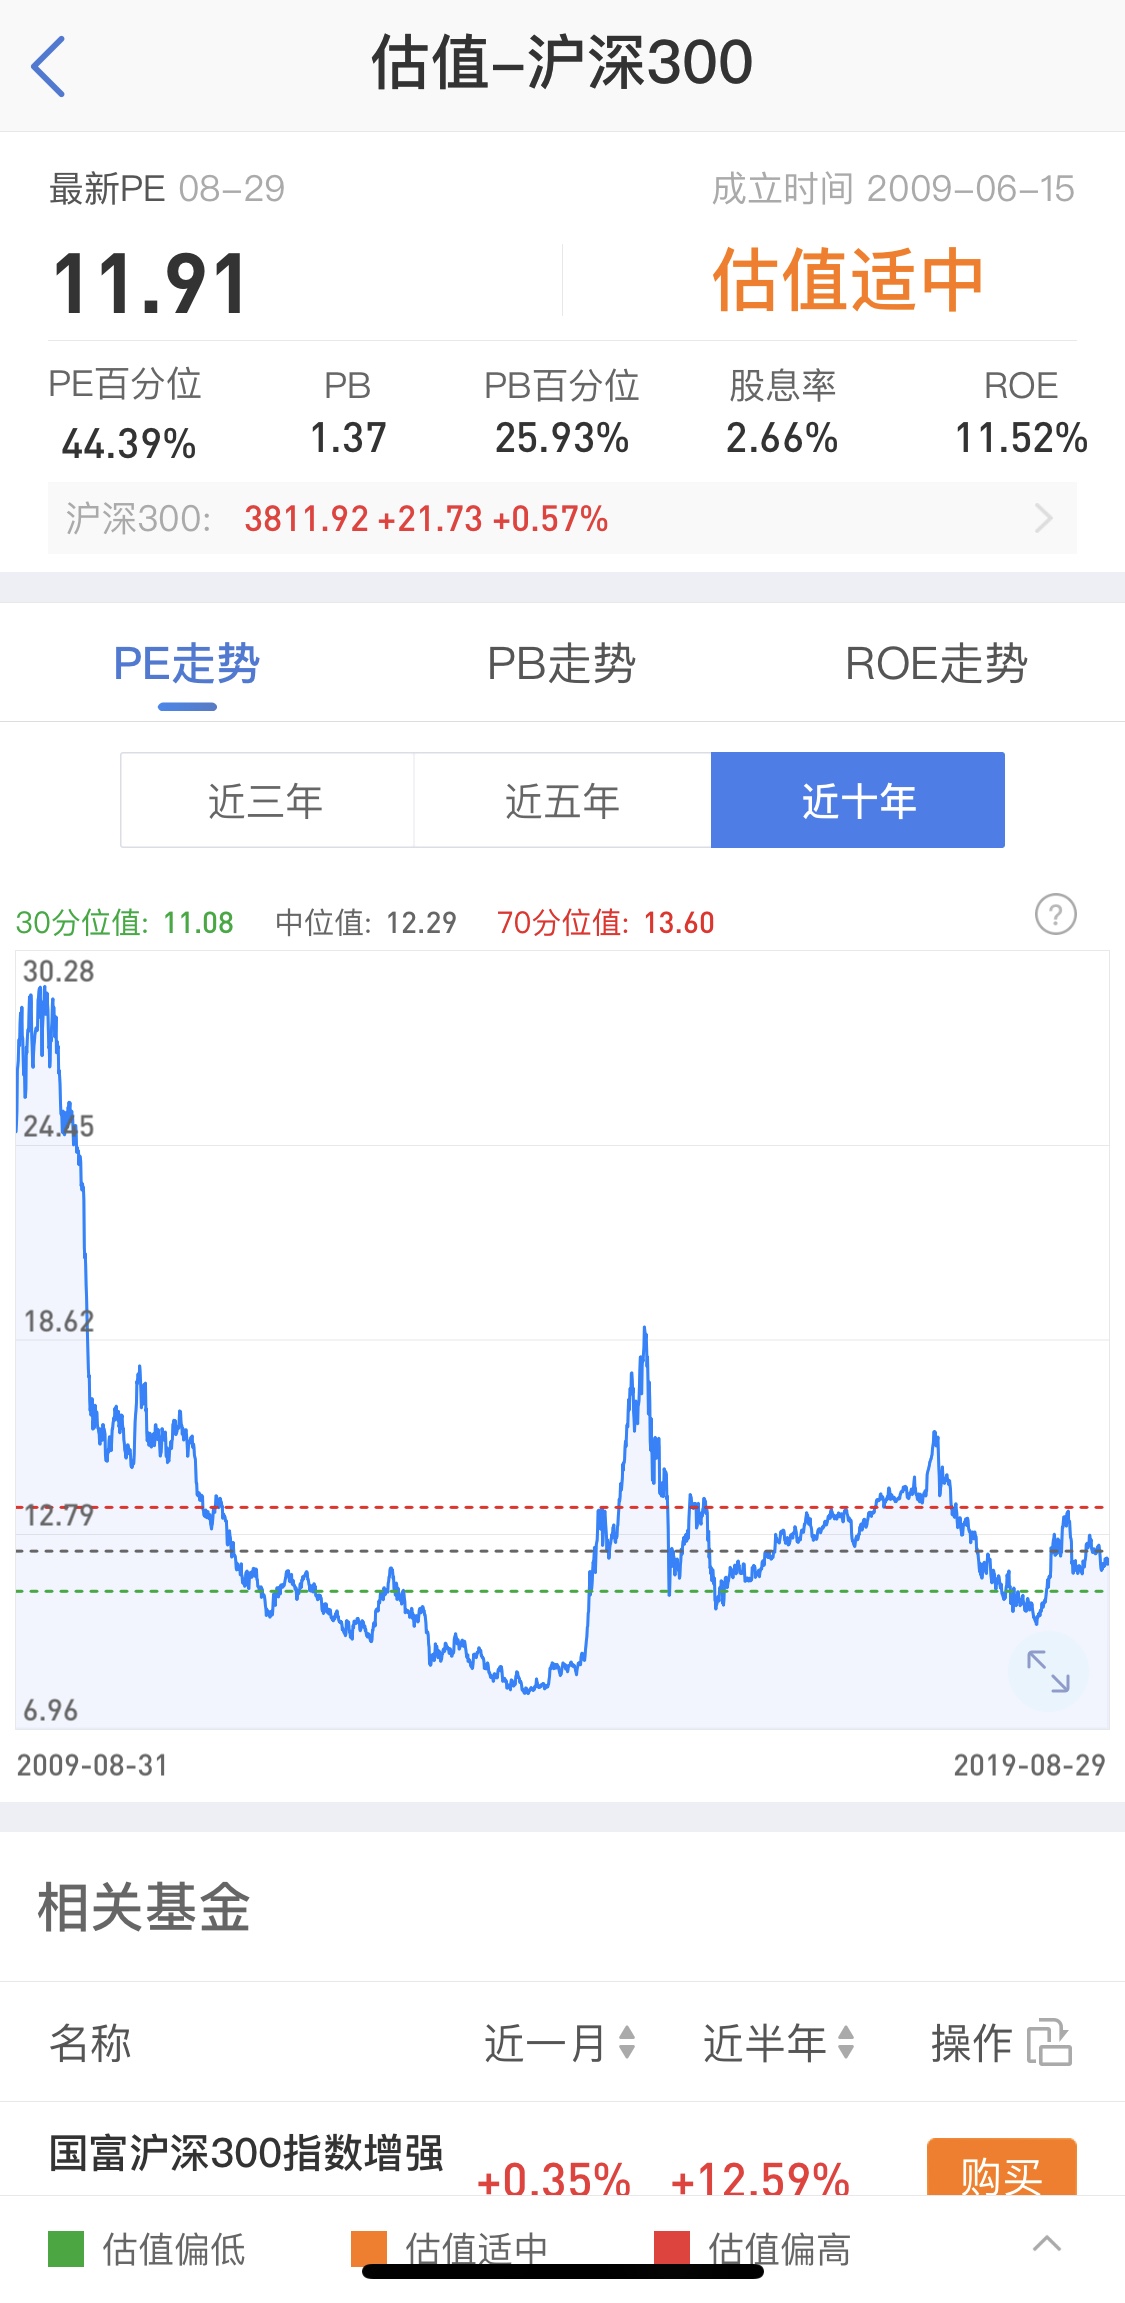 估值-沪深300
最新PE 08-29 成立时间 2009-06-15
11.91 估值适中
PE百分位 PB PB百分位 股息率 ROE
44.39% 1.37 25.93% 2.66% 11.52%
沪深300: 3811.92 +21.73 +0.57%
PE走势 PB走势 ROE走势
近三年 近五年 近十年
30分位值: 11.08 中位值: 12.29 70分位值: 13.60 ?
30.28
24.45
18.62
12.79
6.96
2009-08-31 2019-08-29
相关基金
名称 近一月 近半年 操作
国富沪深300指数增强
+0.35% +12.59% 购买
估值偏低 估值适中 估值偏高